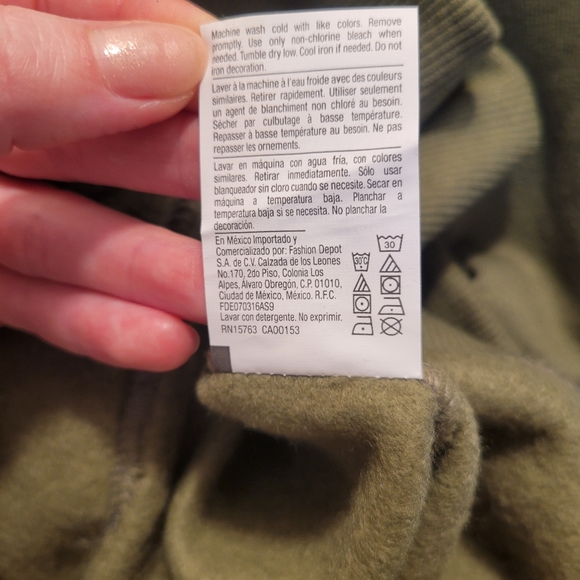 Machine wash cold with like colors. Remove
promptly. Use only non-chlorine bleach when
needed. Tumble dry low. Cool iron if needed. Do not
iron decoration.
Laver à la machine à l'eau froide avec des couleurs
similaires. Retirer rapidement. Utiliser seulement
un agent de blanchiment non chloré au besoin.
Sécher par culbutage à basse température.
Repasser à basse température au besoin. Ne pas
repasser les ornements.
Lavar en máquina con agua fría, con colores
similares. Retirar inmediatamente. Sólo usar
blanqueador sin cloro cuando se necesite. Secar en
máquina a temperatura baja. Planchar a
temperatura baja si se necesita. No planchar la
decoración.
En México Importado y
Comercializado por: Fashion Depot
S.A. de C.V. Calzada de los Leones
No.170, 2do Piso, Colonia Los
Alpes, Álvaro Obregón, C.P. 01010,
Ciudad de México, México. R.F.C.
FDE070316AS9
Lavar con detergente. No exprimir.
RN15763 CA00153
30
30°C